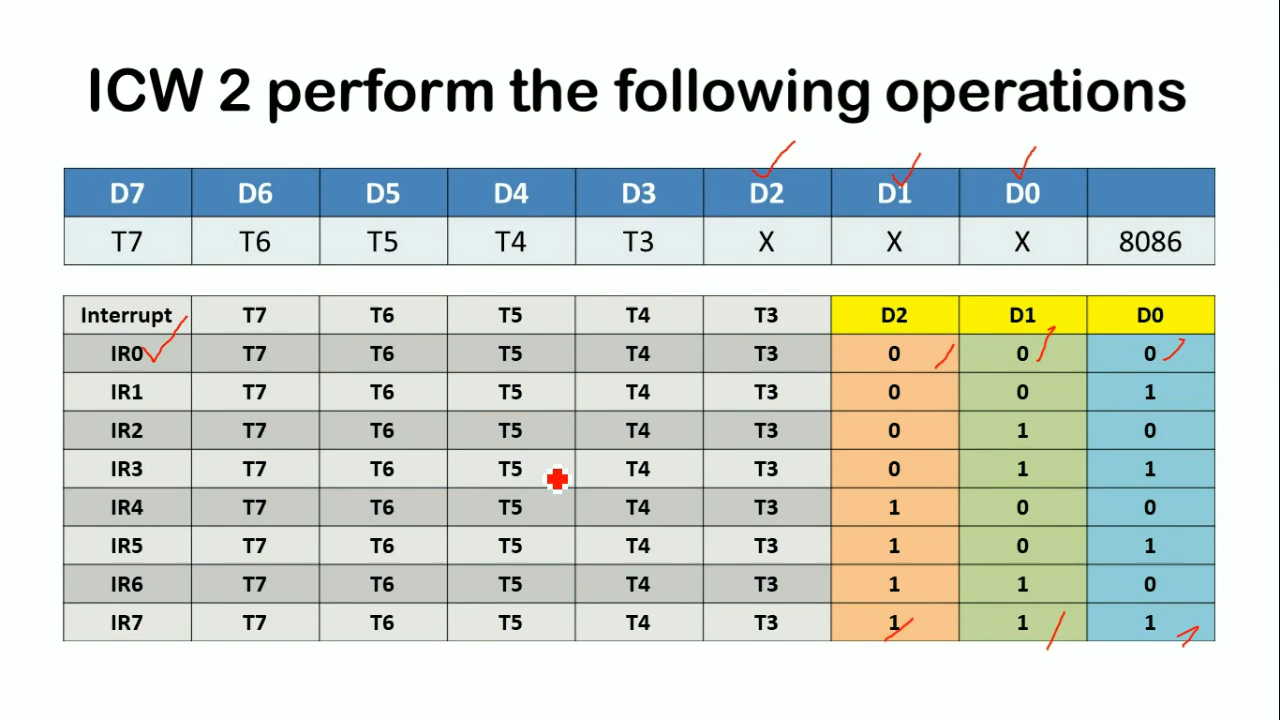 ICW 2 perform the following operations
D7 D6 D5 D4 D3 D2 D1 D0
T7 T6 T5 T4 T3 X X X 8086
Interrupt T7 T6 T5 T4 T3 D2 D1 D0
IR0 T7 T6 T5 T4 T3 0 0 0
IR1 T7 T6 T5 T4 T3 0 0 1
IR2 T7 T6 T5 T4 T3 0 1 0
IR3 T7 T6 T5 T4 T3 0 1 1
IR4 T7 T6 T5 T4 T3 1 0 0
IR5 T7 T6 T5 T4 T3 1 0 1
IR6 T7 T6 T5 T4 T3 1 1 0
IR7 T7 T6 T5 T4 T3 1 1 1